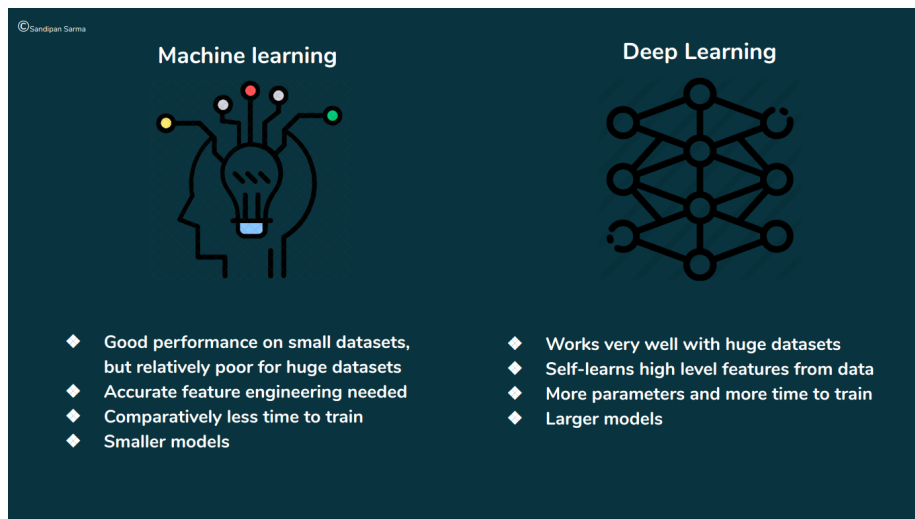 ©Sandipan Sarma
Machine learning
Deep Learning
❖ Good performance on small datasets,
but relatively poor for huge datasets
❖ Accurate feature engineering needed
❖ Comparatively less time to train
❖ Smaller models
❖ Works very well with huge datasets
❖ Self-learns high level features from data
❖ More parameters and more time to train
❖ Larger models